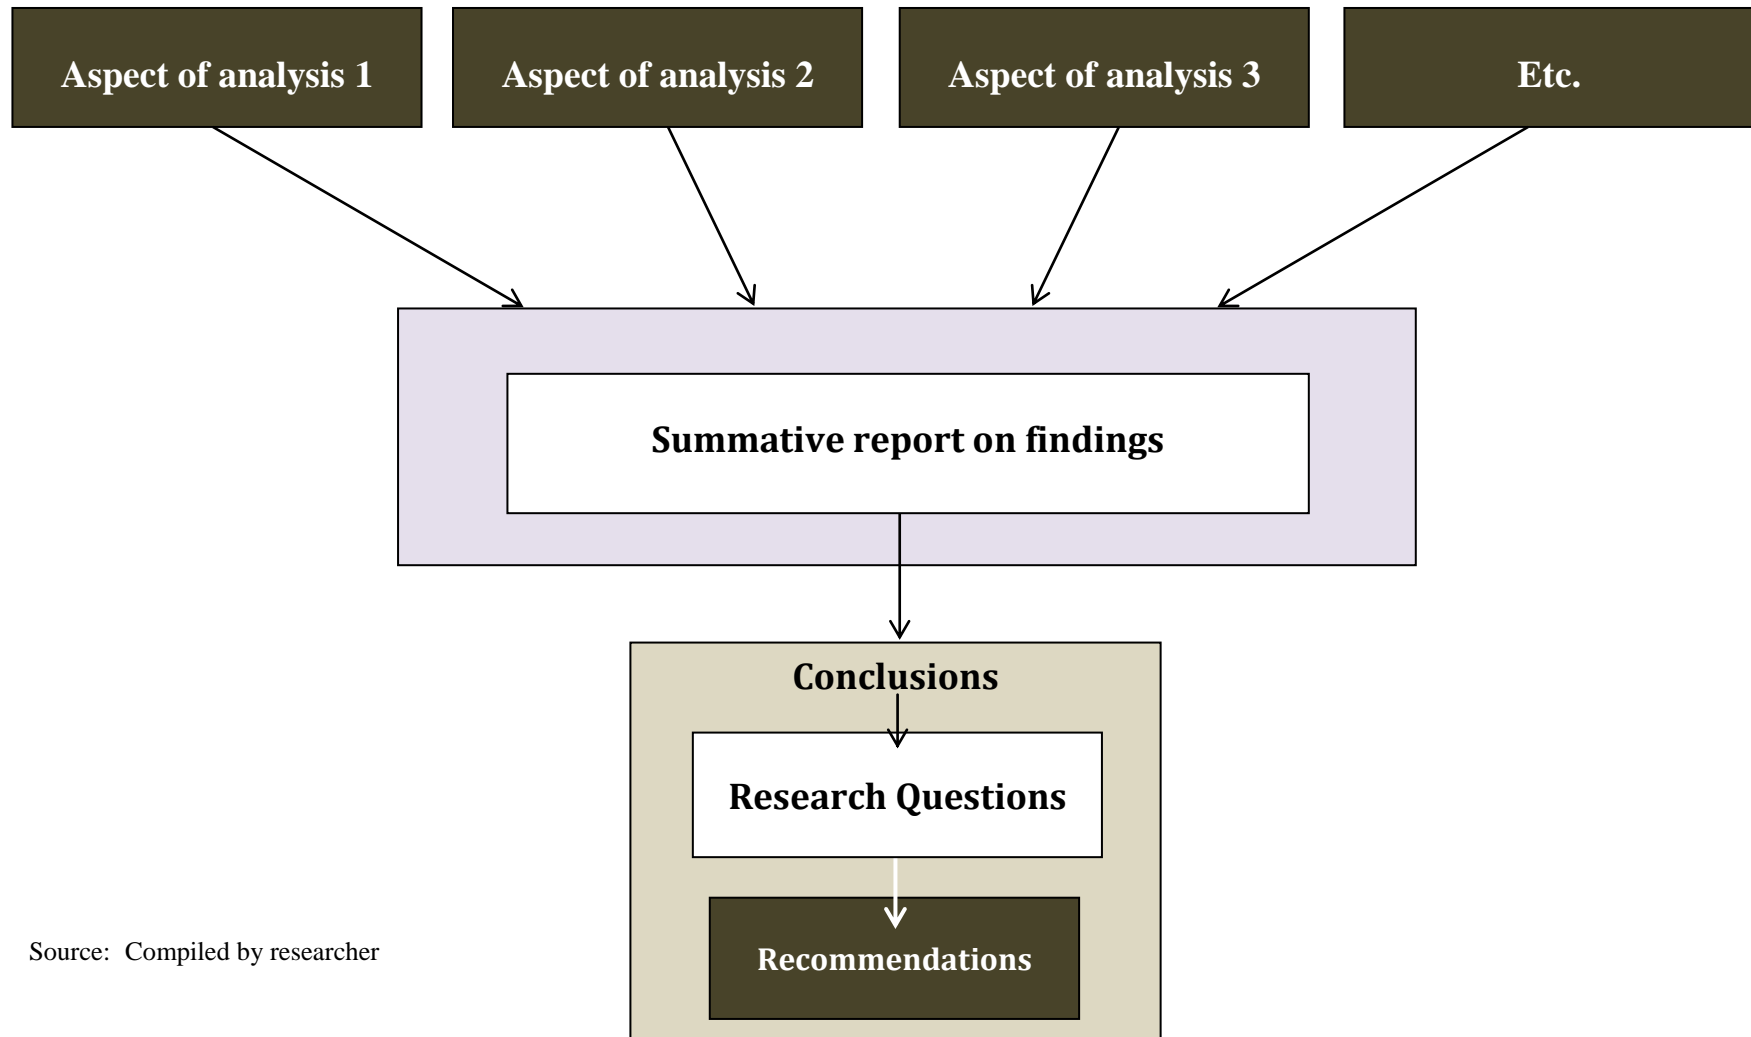 Aspect of analysis 1
Aspect of analysis 2
Aspect of analysis 3
Etc.
Summative report on findings
Conclusions
Research Questions
Recommendations
Source: Compiled by researcher